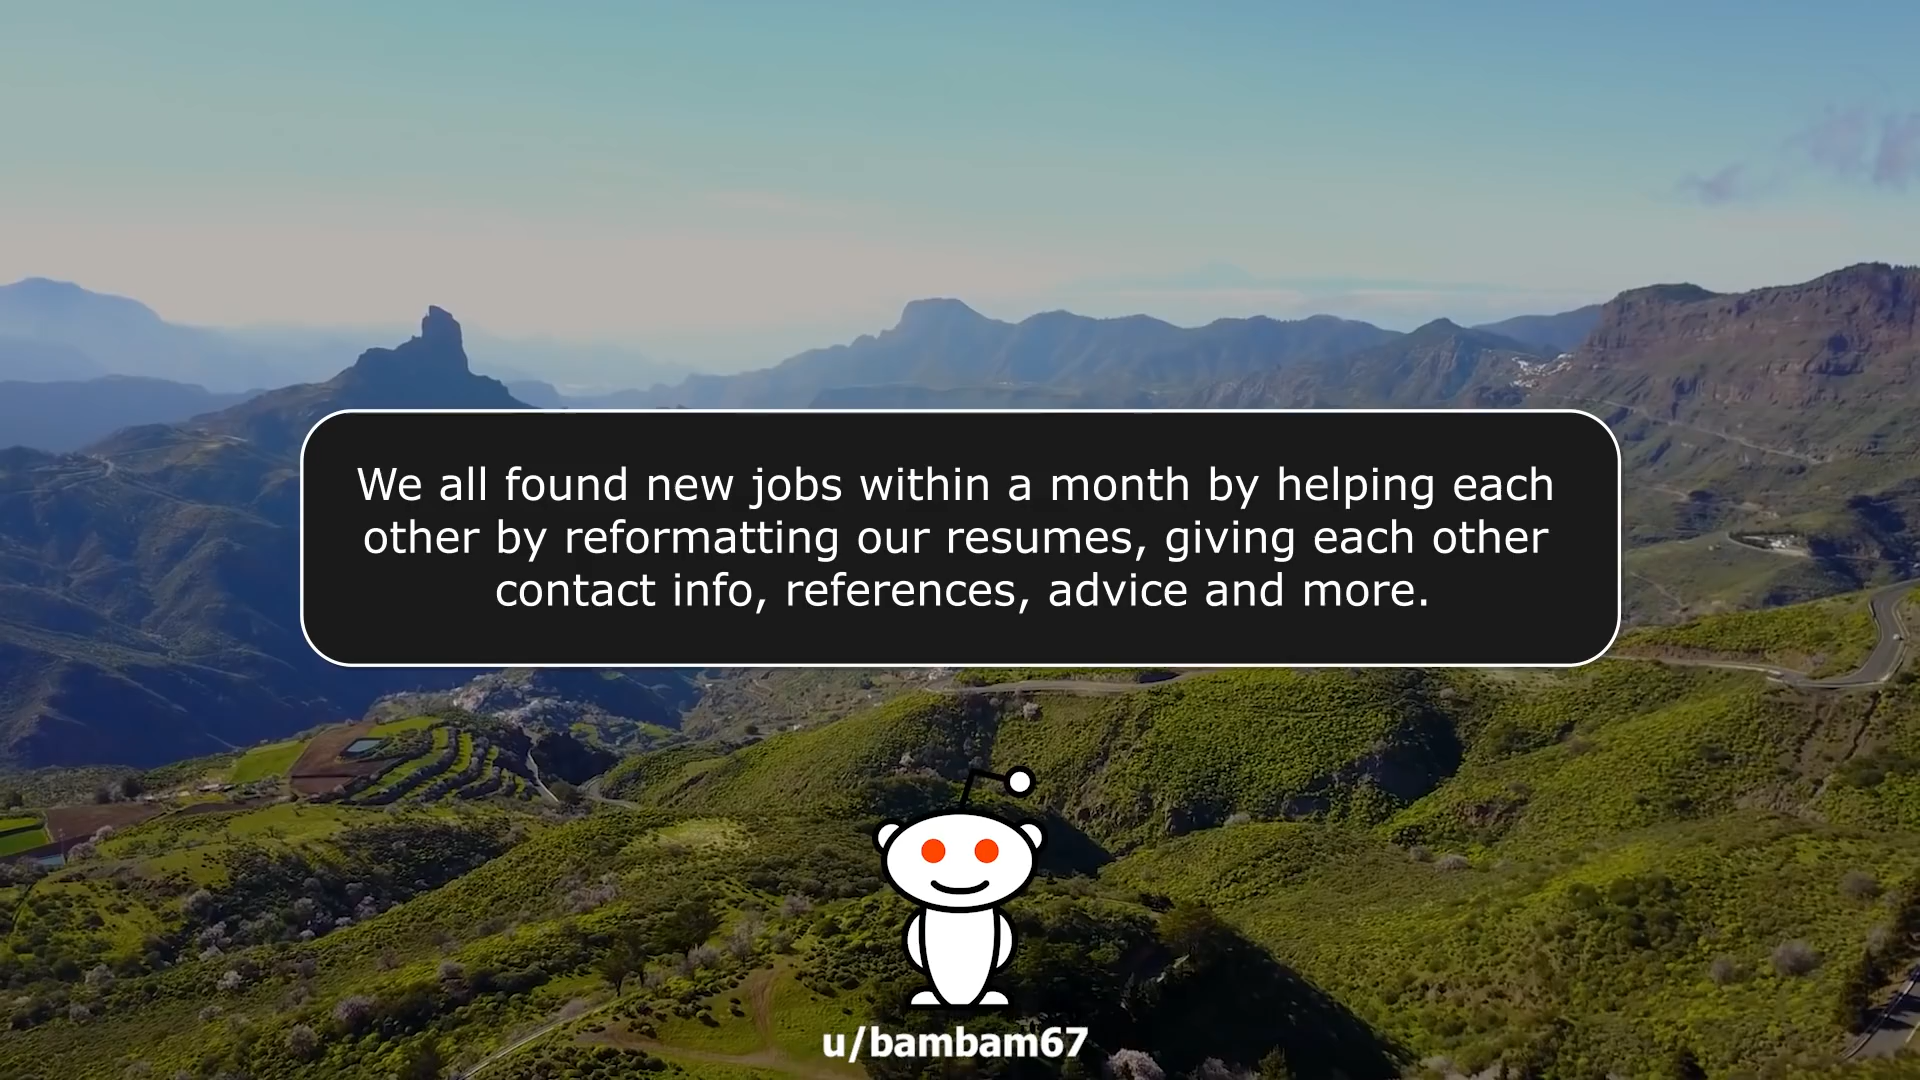 We all found new jobs within a month by helping each
other by reformatting our resumes, giving each other
contact info, references, advice and more.
u/bambam67